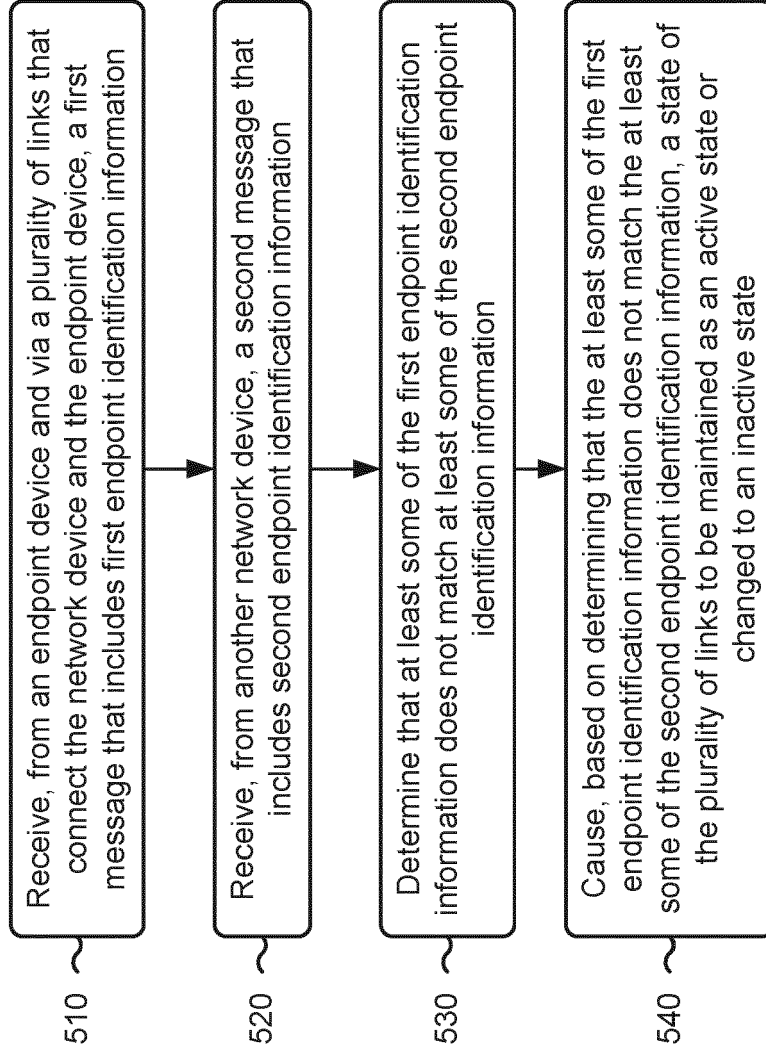 510
Receive, from an endpoint device and via a plurality of links that
connect the network device and the endpoint device, a first
message that includes first endpoint identification information
520
Receive, from another network device, a second message that
includes second endpoint identification information
530
Determine that at least some of the first endpoint identification
information does not match at least some of the second endpoint
identification information
540
Cause, based on determining that the at least some of the first
endpoint identification information does not match the at least
some of the second endpoint identification information, a state of
the plurality of links to be maintained as an active state or
changed to an inactive state